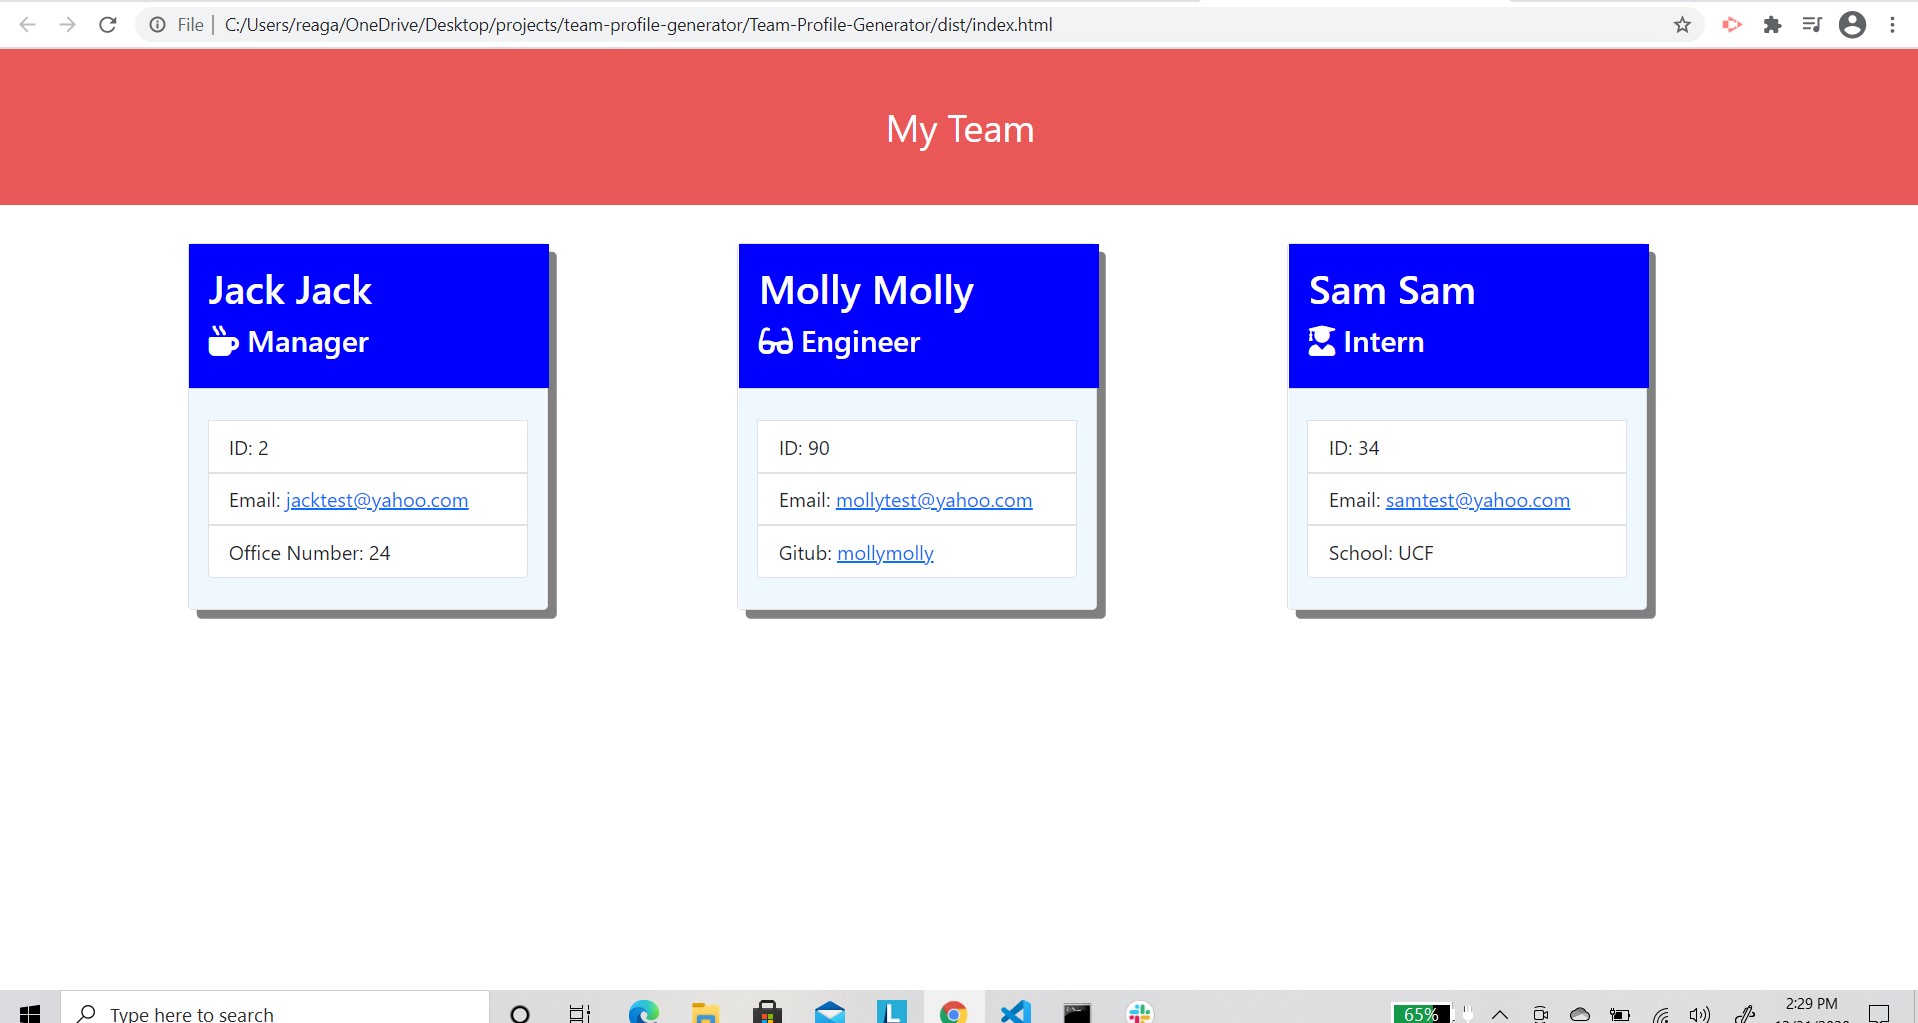 File | C:/Users/reaga/OneDrive/Desktop/projects/team-profile-generator/Team-Profile-Generator/dist/index.html
My Team
Jack Jack
Manager
ID: 2
Email: jacktest@yahoo.com
Office Number: 24
Molly Molly
Engineer
ID: 90
Email: mollytest@yahoo.com
Gitub: mollymolly
Sam Sam
Intern
ID: 34
Email: samtest@yahoo.com
School: UCF
Type here to search
L
65%
2:29 PM